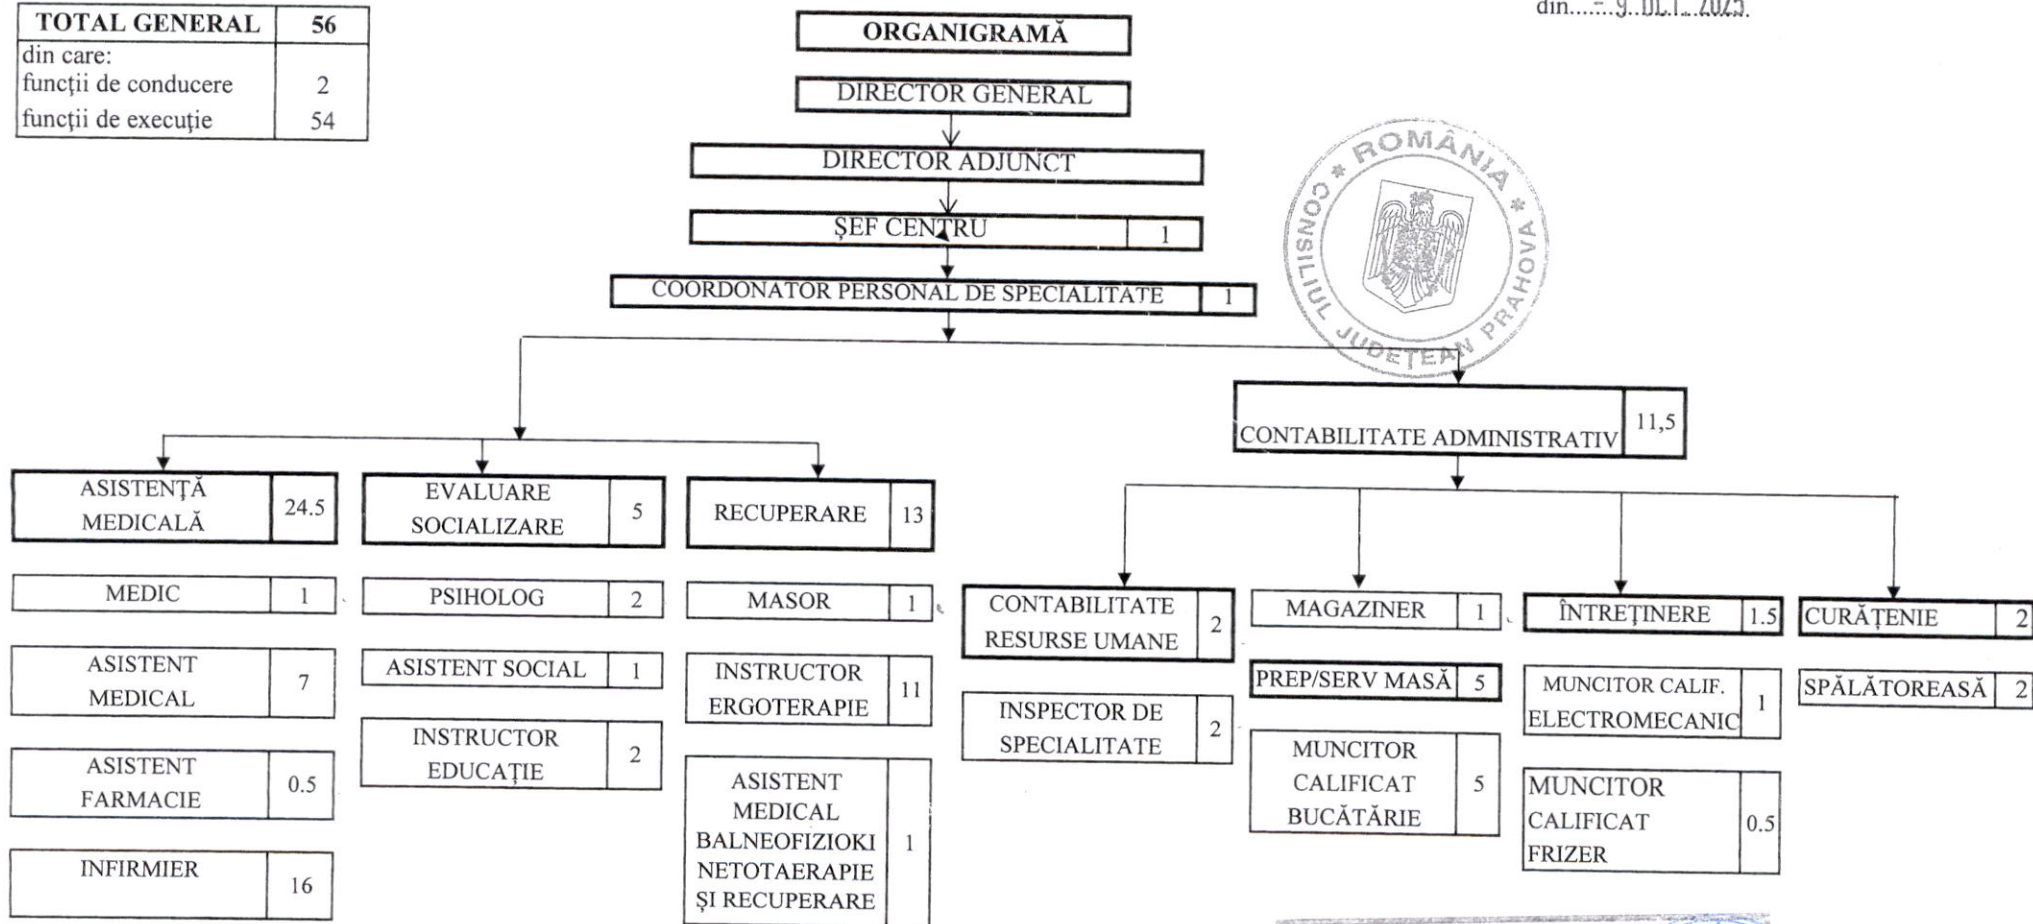 TOTAL GENERAL 56
din care:
funcții de conducere 2
funcții de execuție 54
din
ORGANIGRAMĂ
DIRECTOR GENERAL
DIRECTOR ADJUNCT
ȘEF CENTRU 1
COORDONATOR PERSONAL DE SPECIALITATE 1
* ROMÂNIA *
CONSILIUL JUDEȚEAN PRAHOVA
CONTABILITATE ADMINISTRATIV 11,5
ASISTENȚĂ
MEDICALĂ 24.5
MEDIC 1
ASISTENT
MEDICAL 7
ASISTENT
FARMACIE 0.5
INFIRMIER 16
EVALUARE
SOCIALIZARE 5
PSIHOLOG 2
ASISTENT SOCIAL 1
INSTRUCTOR
EDUCAȚIE 2
RECUPERARE 13
MASOR 1
INSTRUCTOR
ERGOTERAPIE 11
ASISTENT
MEDICAL
BALNEOFIZIOKI
NETOTAERAPIE
ȘI RECUPERARE 1
CONTABILITATE
RESURSE UMANE 2
INSPECTOR DE
SPECIALITATE 2
MAGAZINER 1
PREP/SERV MASĂ 5
MUNCITOR
CALIFICAT
BUCĂTĂRIE 5
ÎNTREȚINERE 1.5
MUNCITOR CALIF.
ELECTROMECANIC 1
MUNCITOR
CALIFICAT
FRIZER 0.5
CURĂȚENIE 2
SPĂLĂTOREASĂ 2